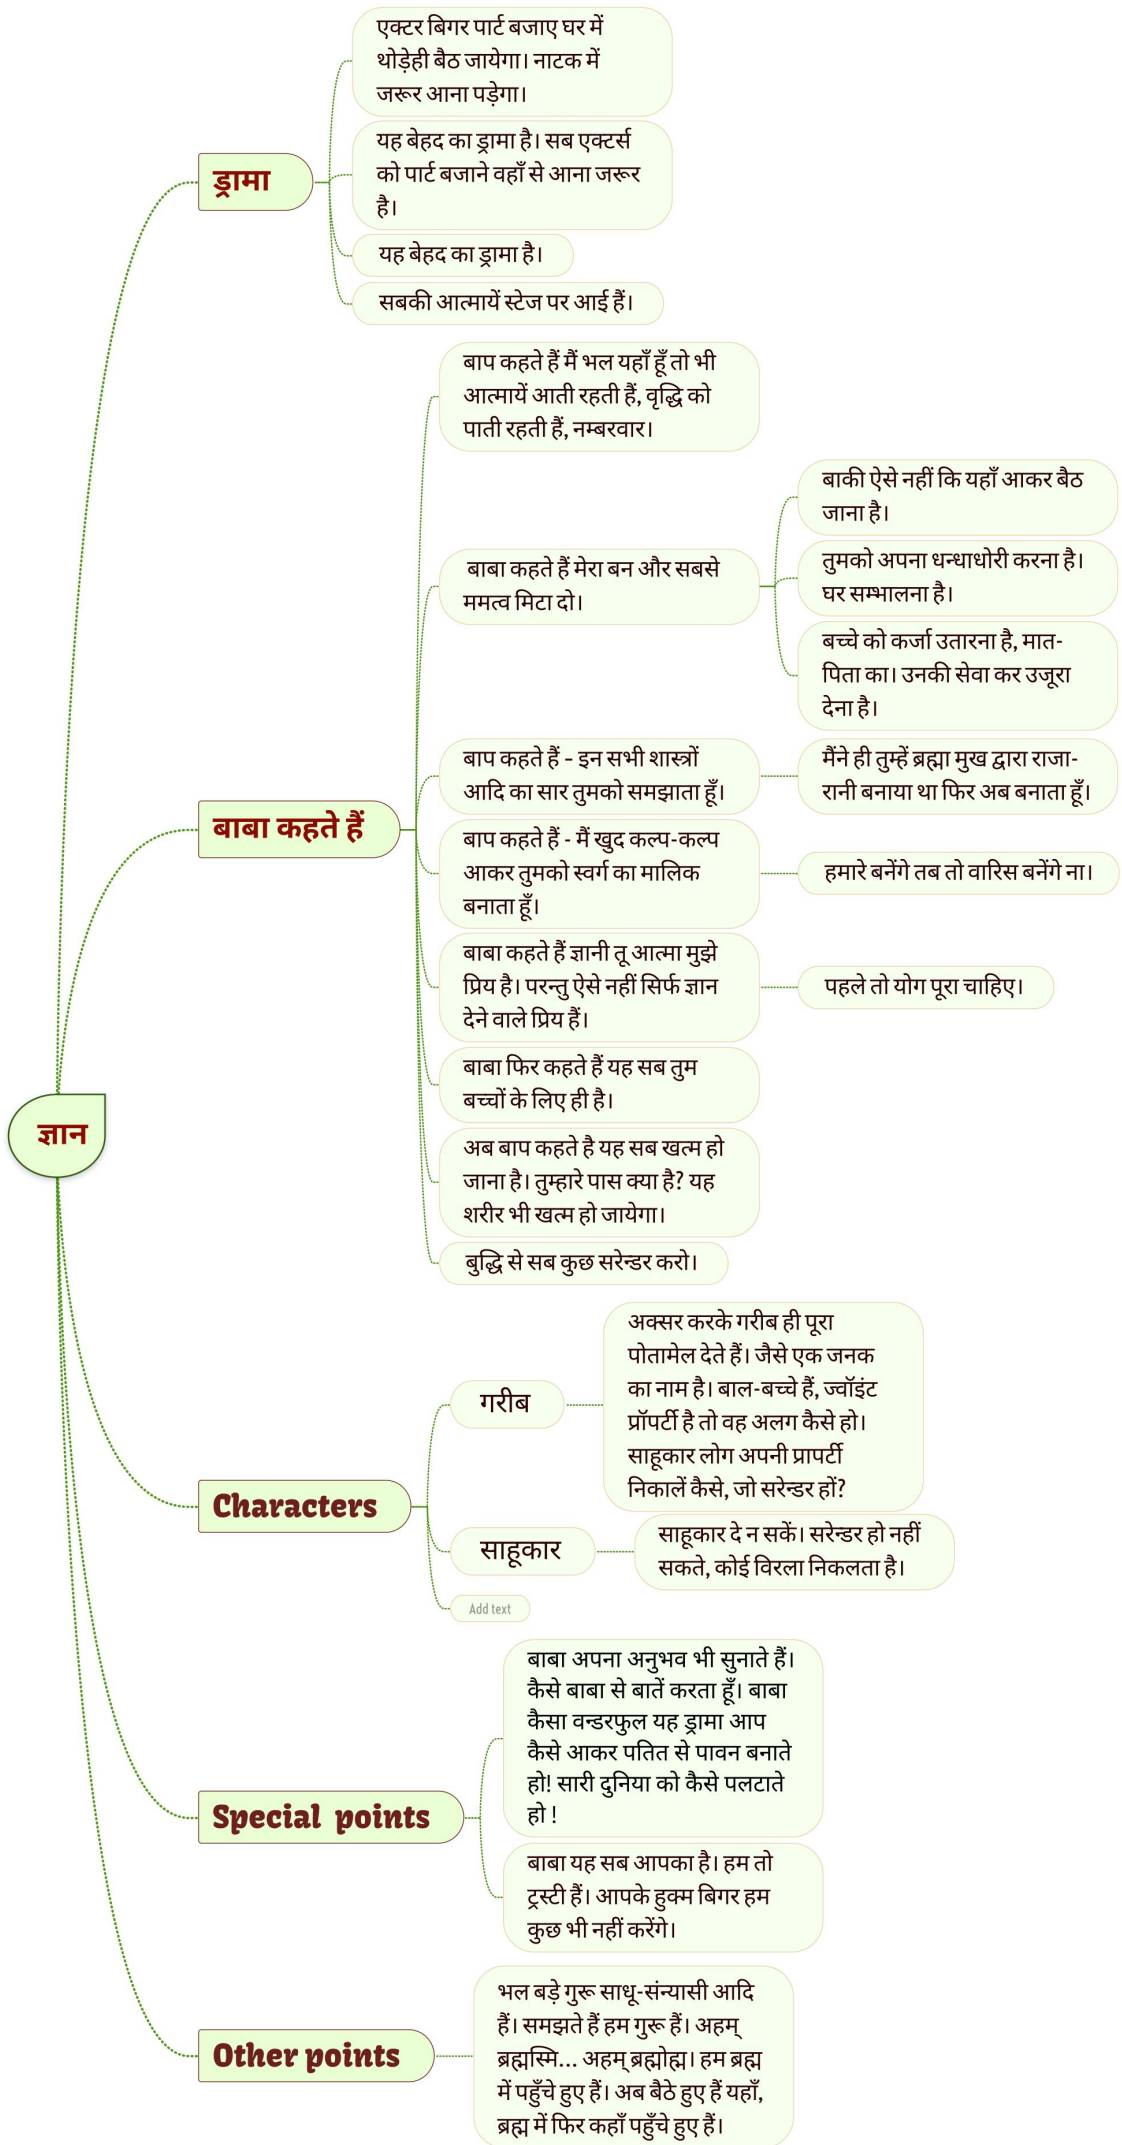 ज्ञान
ड्रामा
एक्टर बिगर पार्ट बजाए घर में
थोड़ेही बैठ जायेगा। नाटक में
जरूर आना पड़ेगा।
यह बेहद का ड्रामा है। सब एक्टर्स
को पार्ट बजाने वहाँ से आना जरूर
है।
यह बेहद का ड्रामा है।
सबकी आत्मायें स्टेज पर आई हैं।
बाबा कहते हैं
बाप कहते हैं मैं भल यहाँ हूँ तो भी
आत्मायें आती रहती हैं, वृद्धि को
पाती रहती हैं, नम्बरवार।
बाबा कहते हैं मेरा बन और सबसे
ममत्व मिटा दो।
बाकी ऐसे नहीं कि यहाँ आकर बैठ
जाना है।
तुमको अपना धन्धाधोरी करना है।
घर सम्भालना है।
बच्चे को कर्जा उतारना है, मात-
पिता का। उनकी सेवा कर उजूरा
देना है।
बाप कहते हैं - इन सभी शास्त्रों
आदि का सार तुमको समझाता हूँ।
मैंने ही तुम्हें ब्रह्मा मुख द्वारा राजा-
रानी बनाया था फिर अब बनाता हूँ।
बाप कहते हैं - मैं खुद कल्प-कल्प
आकर तुमको स्वर्ग का मालिक
बनाता हूँ।
हमारे बनेंगे तब तो वारिस बनेंगे ना।
बाबा कहते हैं ज्ञानी तू आत्मा मुझे
प्रिय है। परन्तु ऐसे नहीं सिर्फ ज्ञान
देने वाले प्रिय हैं।
पहले तो योग पूरा चाहिए।
बाबा फिर कहते हैं यह सब तुम
बच्चों के लिए ही है।
अब बाप कहते है यह सब खत्म हो
जाना है। तुम्हारे पास क्या है? यह
शरीर भी खत्म हो जायेगा।
बुद्धि से सब कुछ सरेन्डर करो।
Characters
गरीब
अक्सर करके गरीब ही पूरा
पोतामेल देते हैं। जैसे एक जनक
का नाम है। बाल-बच्चे हैं, ज्वॉइंट
प्रॉपर्टी है तो वह अलग कैसे हो।
साहूकार लोग अपनी प्रापर्टी
निकालें कैसे, जो सरेन्डर हों?
साहूकार
साहूकार दे न सकें। सरेन्डर हो नहीं
सकते, कोई विरला निकलता है।
Add text
Special points
बाबा अपना अनुभव भी सुनाते हैं।
कैसे बाबा से बातें करता हूँ। बाबा
कैसा वन्डरफुल यह ड्रामा आप
कैसे आकर पतित से पावन बनाते
हो! सारी दुनिया को कैसे पलटाते
हो !
बाबा यह सब आपका है। हम तो
ट्रस्टी हैं। आपके हुक्म बिगर हम
कुछ भी नहीं करेंगे।
Other points
भल बड़े गुरू साधू-संन्यासी आदि
हैं। समझते हैं हम गुरू हैं। अहम्
ब्रह्मस्मि... अहम् ब्रह्मोह्म। हम ब्रह्म
में पहुँचे हुए हैं। अब बैठे हुए हैं यहाँ,
ब्रह्म में फिर कहाँ पहुँचे हुए हैं।